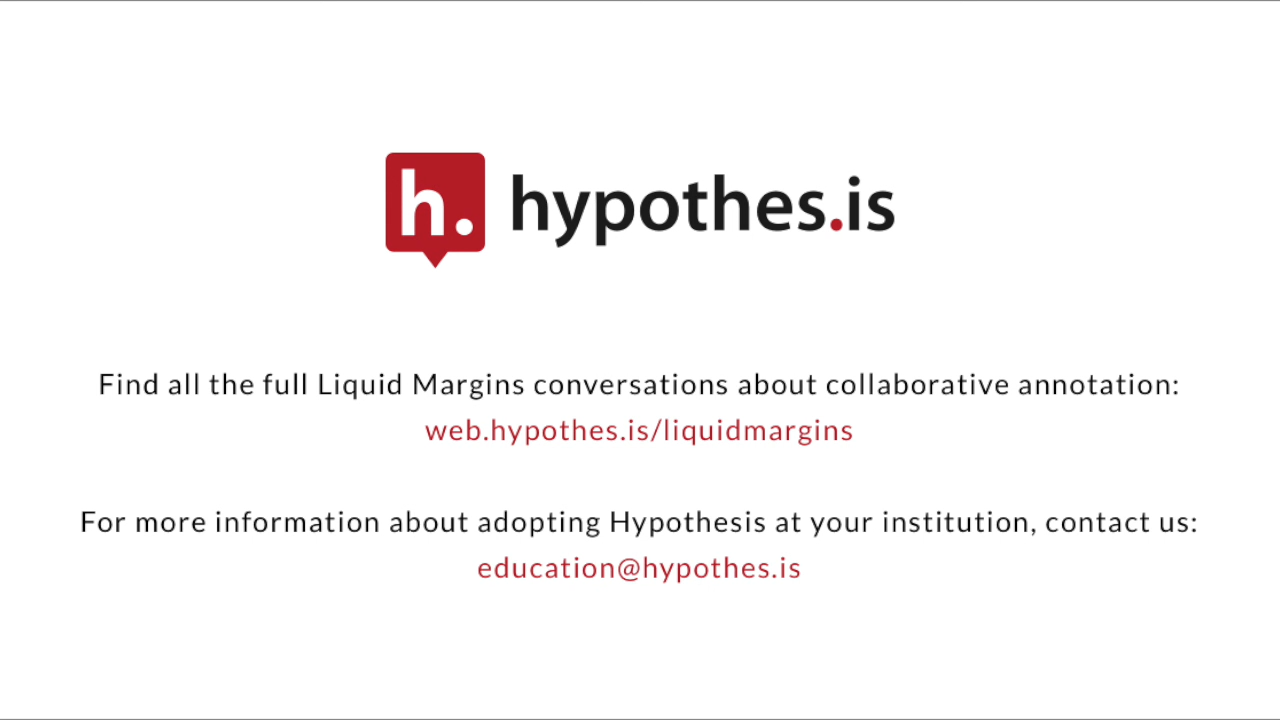 h. hypothes.is
Find all the full Liquid Margins conversations about collaborative annotation:
web.hypothes.is/liquidmargins
For more information about adopting Hypothesis at your institution, contact us:
education@hypothes.is